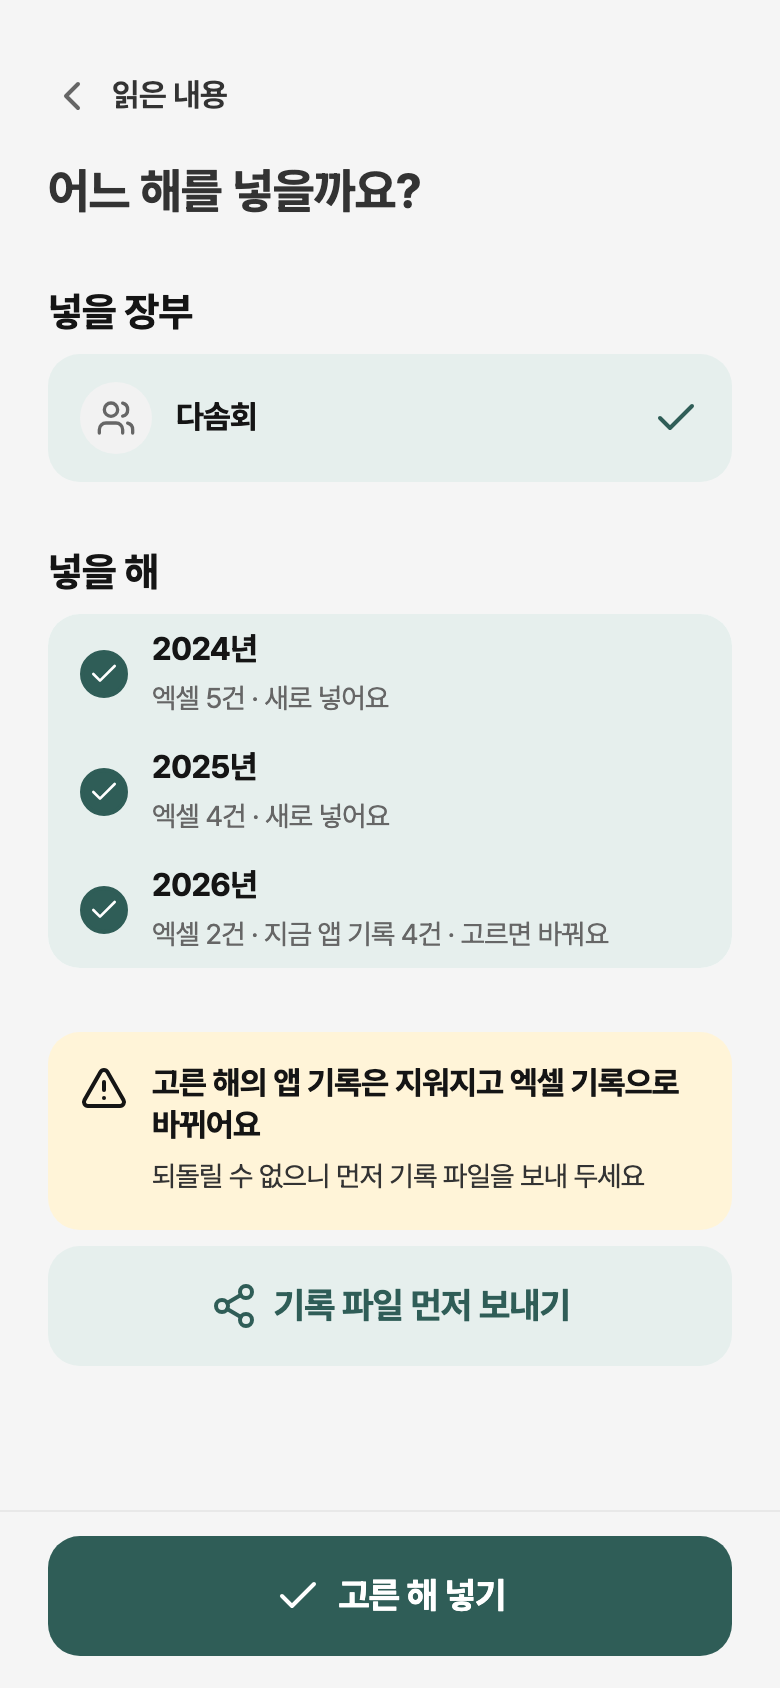 읽은 내용
어느 해를 넣을까요?
넣을 장부
다솜회
넣을 해
2024년
엑셀 5건 · 새로 넣어요
2025년
엑셀 4건 · 새로 넣어요
2026년
엑셀 2건 · 지금 앱 기록 4건 · 고르면 바꿔요
고른 해의 앱 기록은 지워지고 엑셀 기록으로
바뀌어요
되돌릴 수 없으니 먼저 기록 파일을 보내 두세요
기록 파일 먼저 보내기
고른 해 넣기